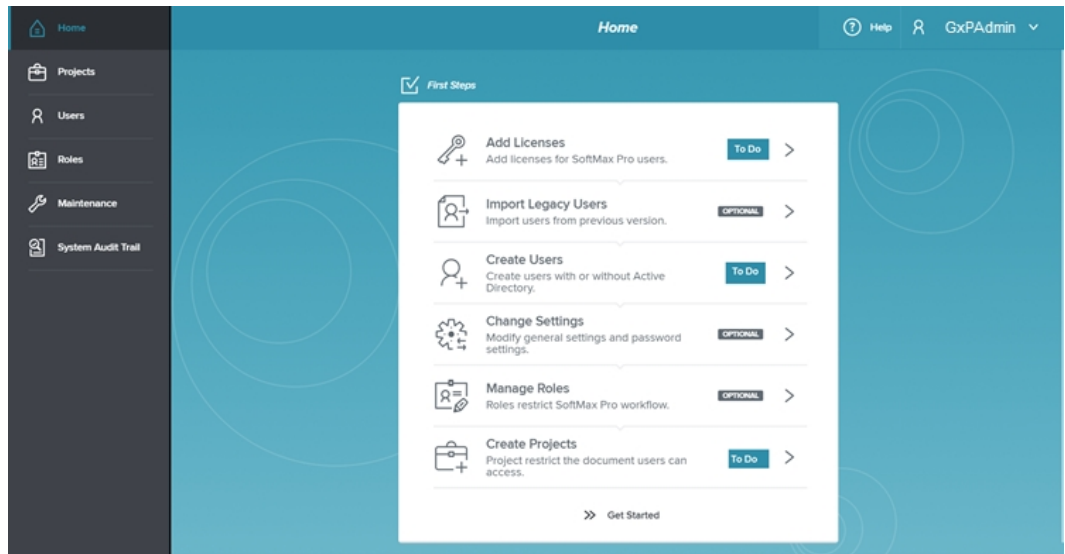 Home
Home
Help
GxPAdmin
Projects
Users
Roles
Maintenance
System Audit Trail
First Steps
Add Licenses
Add licenses for SoftMax Pro users.
To Do
Import Legacy Users
Import users from previous version.
OPTIONAL
Create Users
Create users with or without Active
Directory.
To Do
Change Settings
Modify general settings and password
settings.
OPTIONAL
Manage Roles
Roles restrict SoftMax Pro workflow.
OPTIONAL
Create Projects
Project restrict the document users can
access.
To Do
Get Started